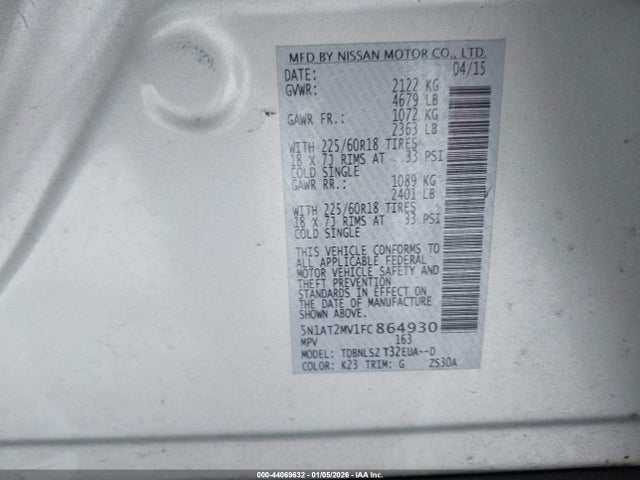 MFD BY NISSAN MOTOR CO., LTD.
DATE: 04/15
GVWR: 2122 KG
4679 LB
GAWR FR.: 1072 KG
2363 LB
WITH 225/60R18 TIRES
18 X 7J RIMS AT 33 PSI
COLD SINGLE
GAWR RR.: 1089 KG
2401 LB
WITH 225/60R18 TIRES
18 X 7J RIMS AT 33 PSI
COLD SINGLE
THIS VEHICLE CONFORMS TO
ALL APPLICABLE FEDERAL
MOTOR VEHICLE SAFETY AND
THEFT PREVENTION
STANDARDS IN EFFECT ON
THE DATE OF MANUFACTURE
5N1AT2MV1FC864930
MPV 163
MODEL: TDBNLSZ T32EUA--D
COLOR: K23 TRIM: G ZS30A
000-44069632 - 01/05/2026 - IAA Inc.